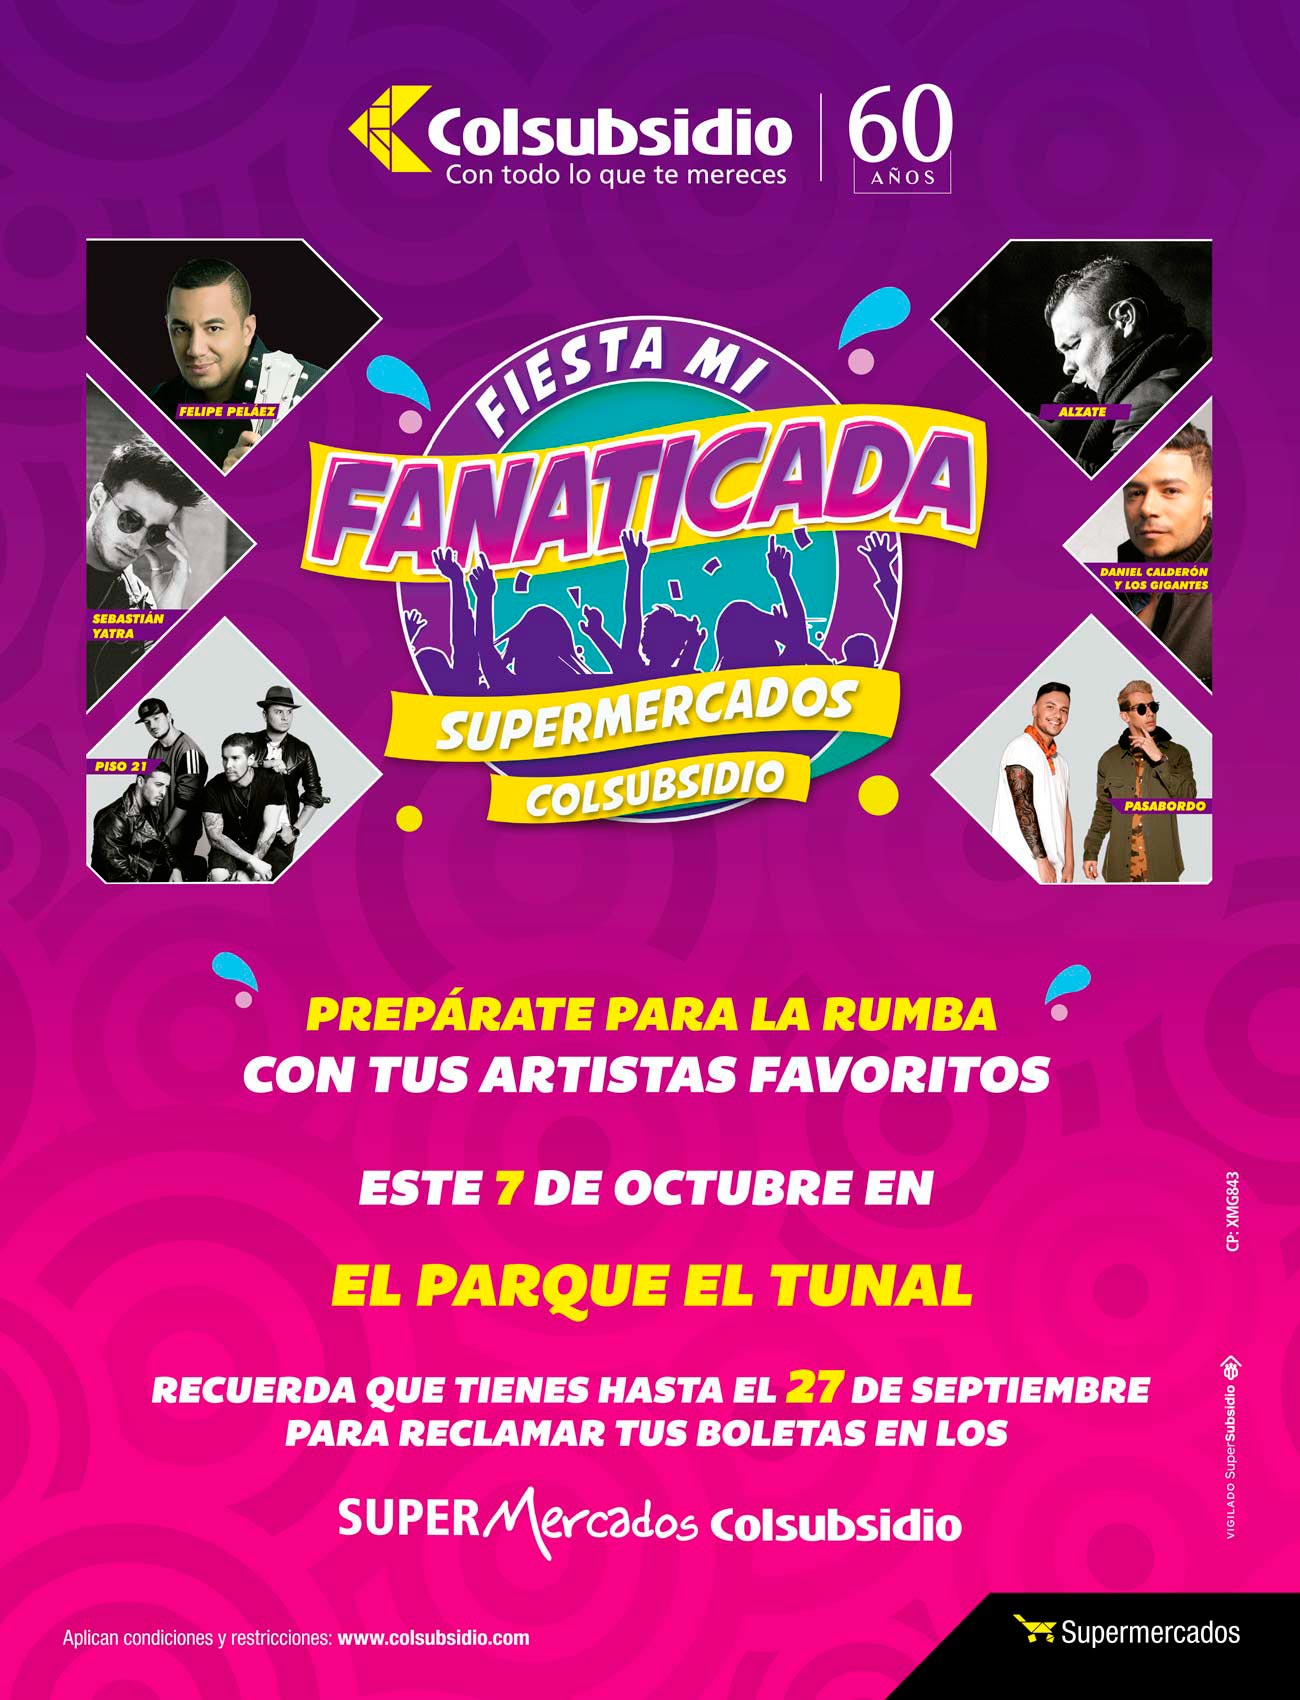 Colsubsidio
Con todo lo que te mereces
60
AÑOS
FELIPE PELÁEZ
ALZATE
SEBASTIÁN
YATRA
DANIEL CALDERÓN
Y LOS GIGANTES
PISO 21
PASABORDO
FIESTA MI
FANATICADA
SUPERMERCADOS
COLSUBSIDIO
PREPÁRATE PARA LA RUMBA
CON TUS ARTISTAS FAVORITOS
ESTE 7 DE OCTUBRE EN
EL PARQUE EL TUNAL
RECUERDA QUE TIENES HASTA EL 27 DE SEPTIEMBRE
PARA RECLAMAR TUS BOLETAS EN LOS
SUPERMercados Colsubsidio
CP: XMG843
VIGILADO SuperSubsidio
Aplican condiciones y restricciones: www.colsubsidio.com
Supermercados